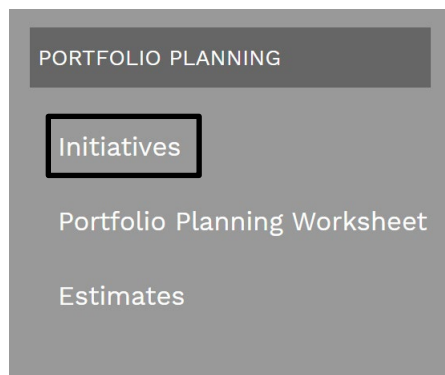 PORTFOLIO PLANNING
Initiatives
Portfolio Planning Worksheet
Estimates